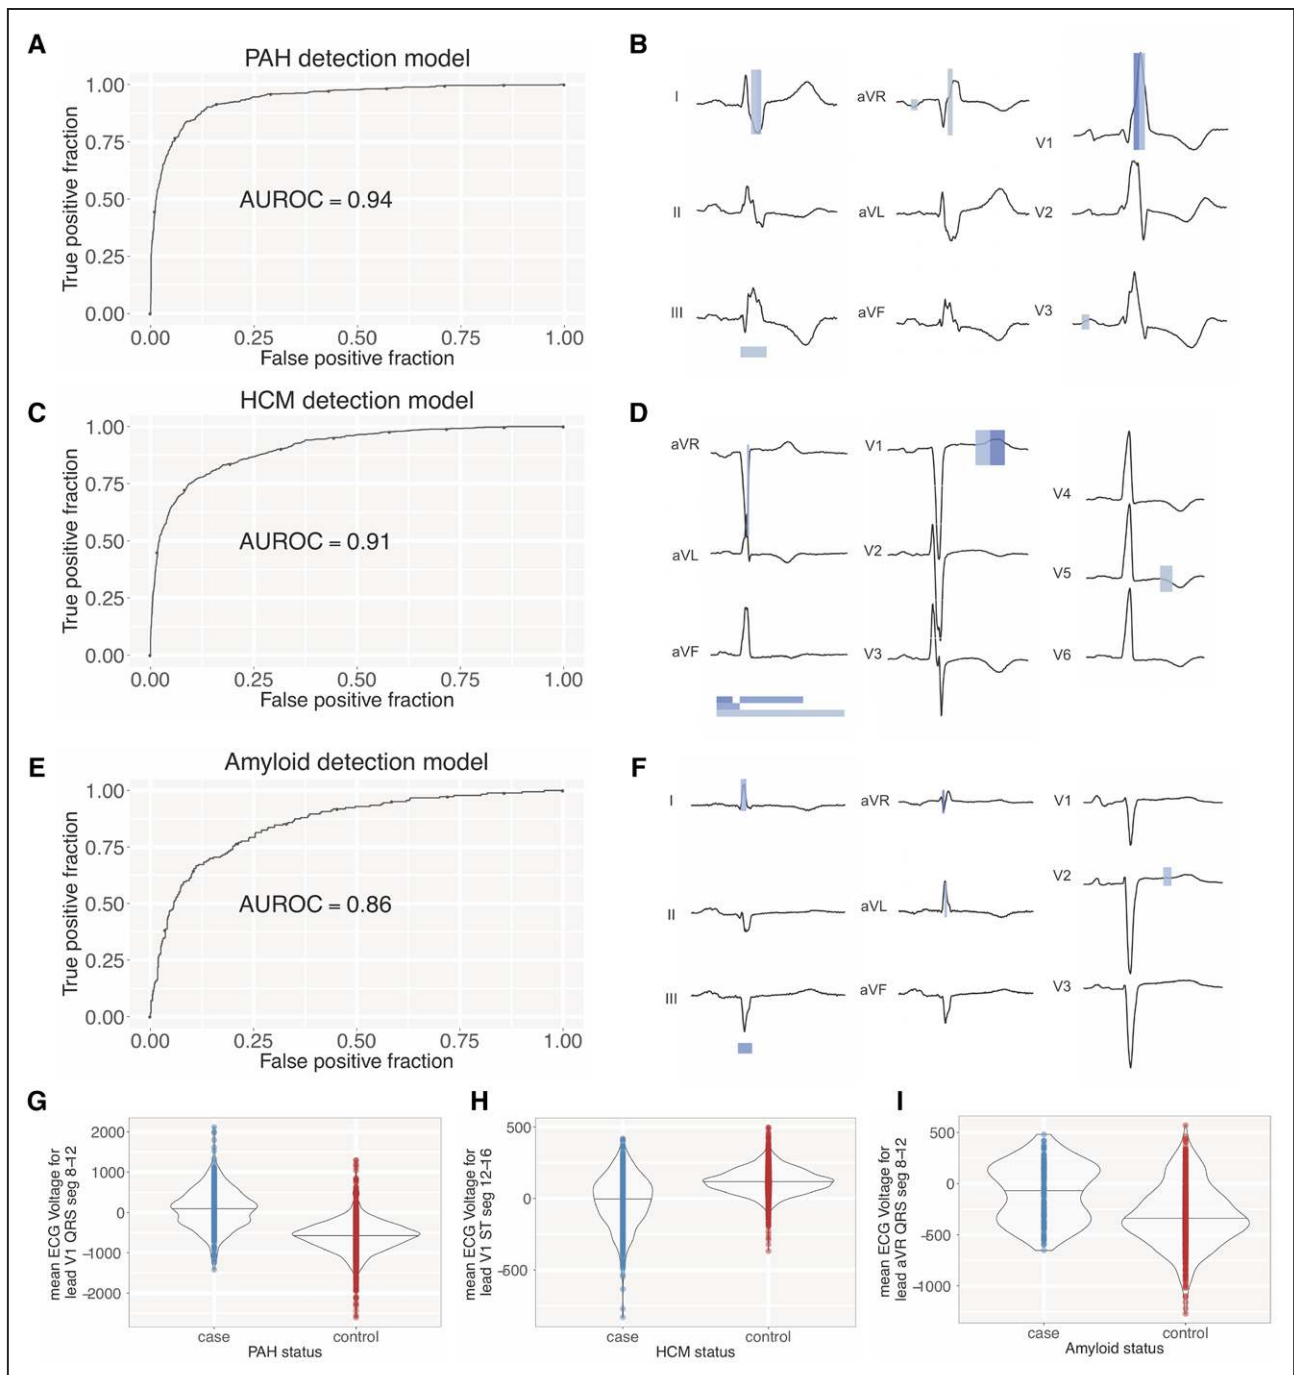 A
PAH detection model
1.00
0.75
0.50
0.25
0.00
True positive fraction
AUROC = 0.94
0.00 0.25 0.50 0.75 1.00
False positive fraction
B
I
aVR
V1
II
aVL
V2
III
aVF
V3
C
HCM detection model
1.00
0.75
0.50
0.25
0.00
True positive fraction
AUROC = 0.91
0.00 0.25 0.50 0.75 1.00
False positive fraction
D
aVR
V1
V4
aVL
V2
V5
aVF
V3
V6
E
Amyloid detection model
1.00
0.75
0.50
0.25
0.00
True positive fraction
AUROC = 0.86
0.00 0.25 0.50 0.75 1.00
False positive fraction
F
I
aVR
V1
II
aVL
V2
III
aVF
V3
G
mean ECG Voltage for
lead V1 QRS seg 8–12
2000
1000
0
−1000
−2000
case control
PAH status
H
mean ECG Voltage for
lead V1 ST seg 12–16
500
0
−500
case control
HCM status
I
mean ECG Voltage for
lead aVR QRS seg 8–12
500
0
−500
−1000
case control
Amyloid status